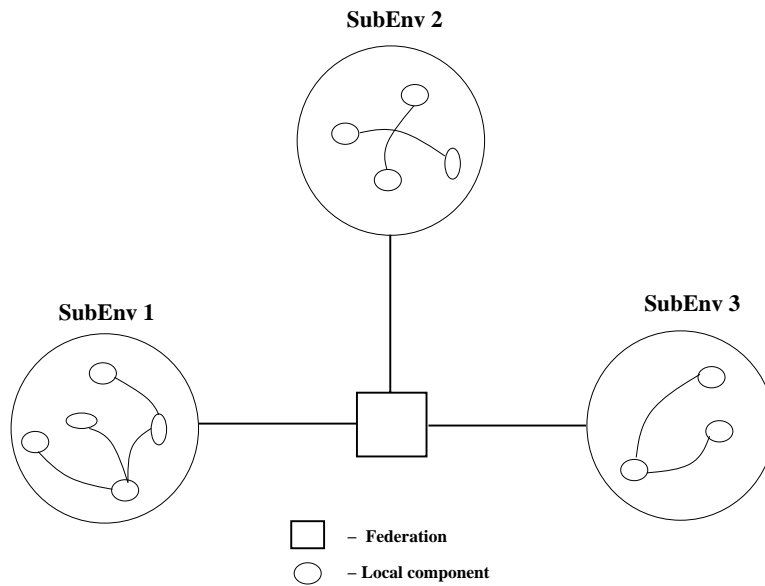 SubEnv 2
SubEnv 1
SubEnv 3
– Federation
– Local component